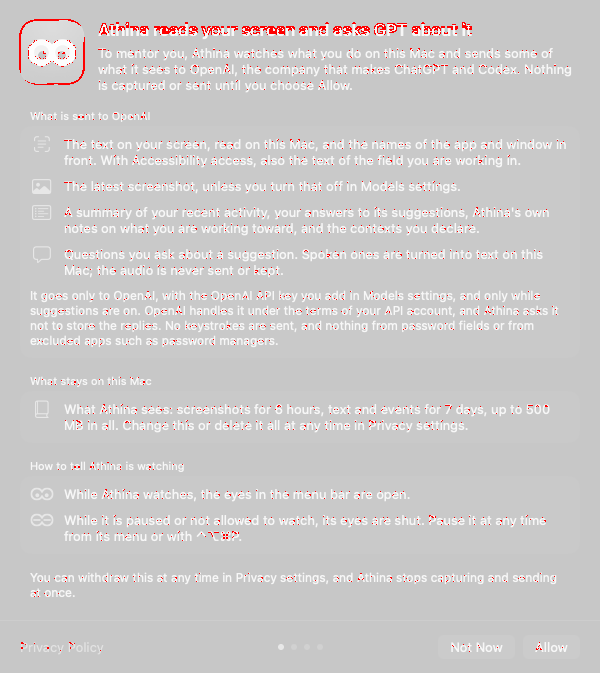 Athina reads your screen and asks GPT about it
To mentor you, Athina watches what you do on this Mac and sends some of
what it sees to OpenAI, the company that makes ChatGPT and Codex. Nothing
is captured or sent until you choose Allow.
What is sent to OpenAI
The text on your screen, read on this Mac, and the names of the app and window in
front. With Accessibility access, also the text of the field you are working in.
The latest screenshot, unless you turn that off in Models settings.
A summary of your recent activity, your answers to its suggestions, Athina's own
notes on what you are working toward, and the contexts you declare.
Questions you ask about a suggestion. Spoken ones are turned into text on this
Mac; the audio is never sent or kept.
It goes only to OpenAI, with the OpenAI API key you add in Models settings, and only while
suggestions are on. OpenAI handles it under the terms of your API account, and Athina asks it
not to store the replies. No keystrokes are sent, and nothing from password fields or from
excluded apps such as password managers.
What stays on this Mac
What Athina sees: screenshots for 6 hours, text and events for 7 days, up to 500
MB in all. Change this or delete it all at any time in Privacy settings.
How to tell Athina is watching
While Athina watches, the eyes in the menu bar are open.
While it is paused or not allowed to watch, its eyes are shut. Pause it at any time
from its menu or with
You can withdraw this at any time in Privacy settings, and Athina stops capturing and sending
at once.
Privacy Policy
Not Now
Allow